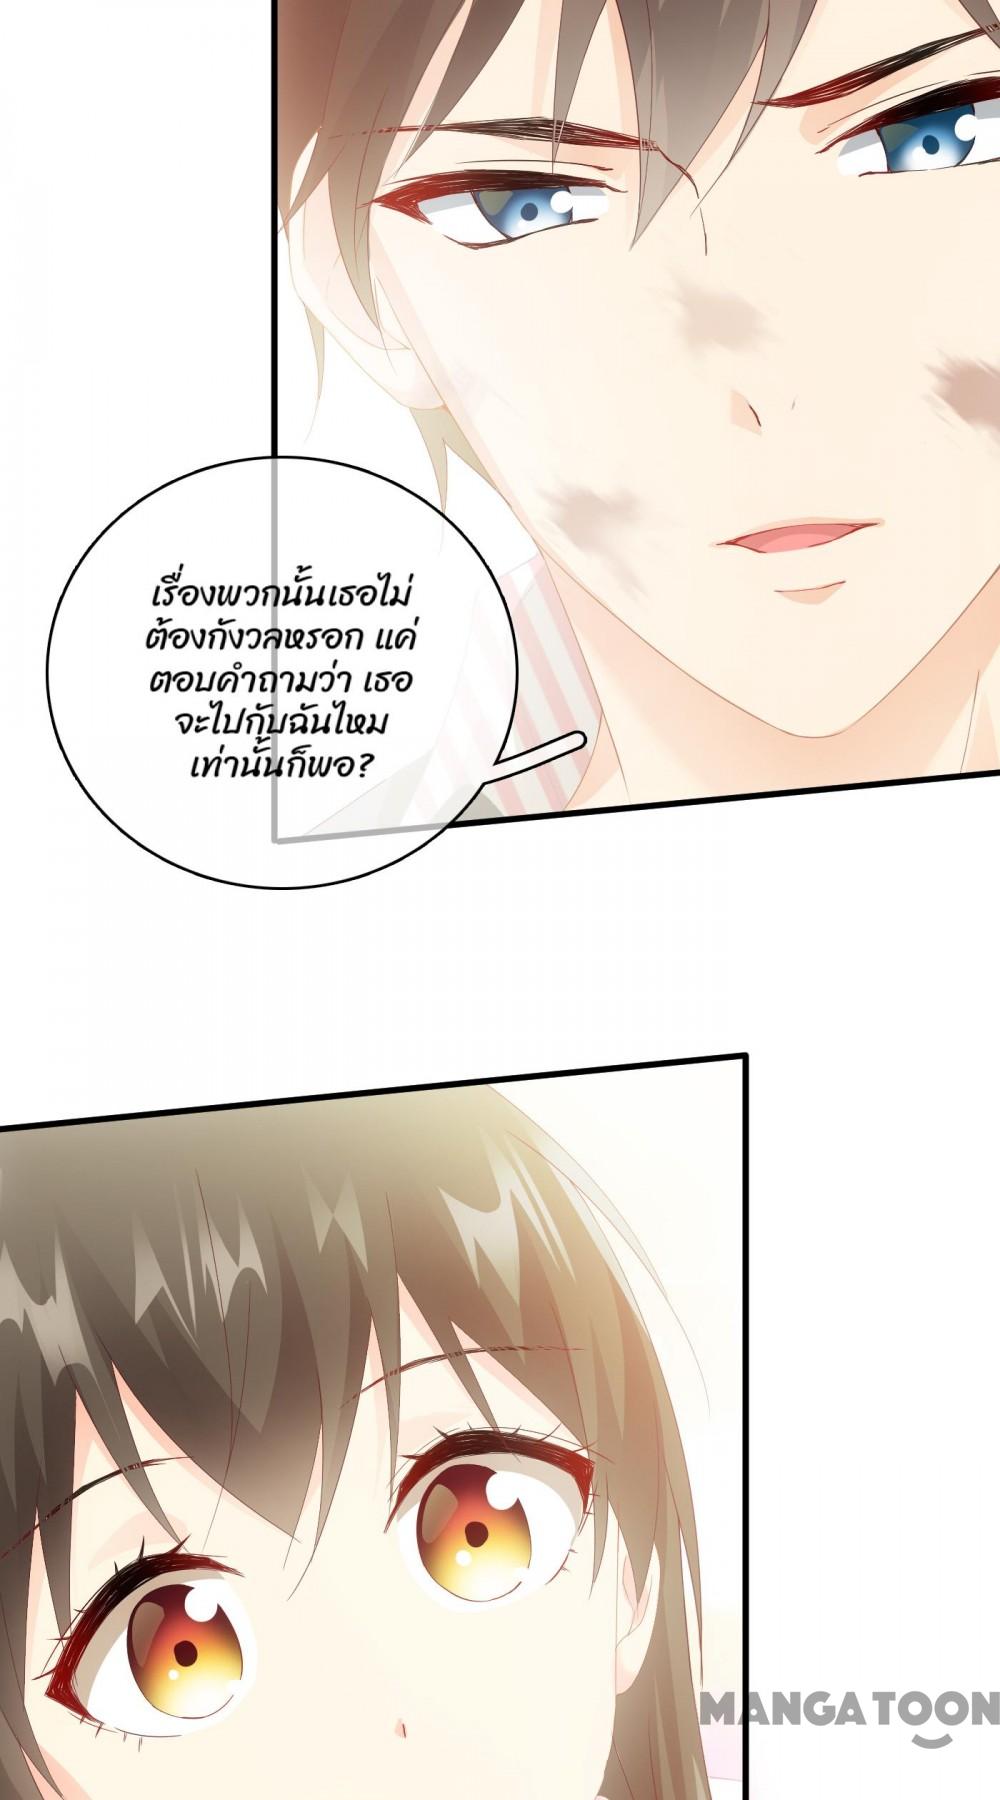 เรื่องพวกนั้นเธอไม่
ต้องกังวลหรอก แค่
ตอบคำถามว่า เธอ
จะไปกับฉันไหม
เท่านั้นก็พอ?
MANGATOON